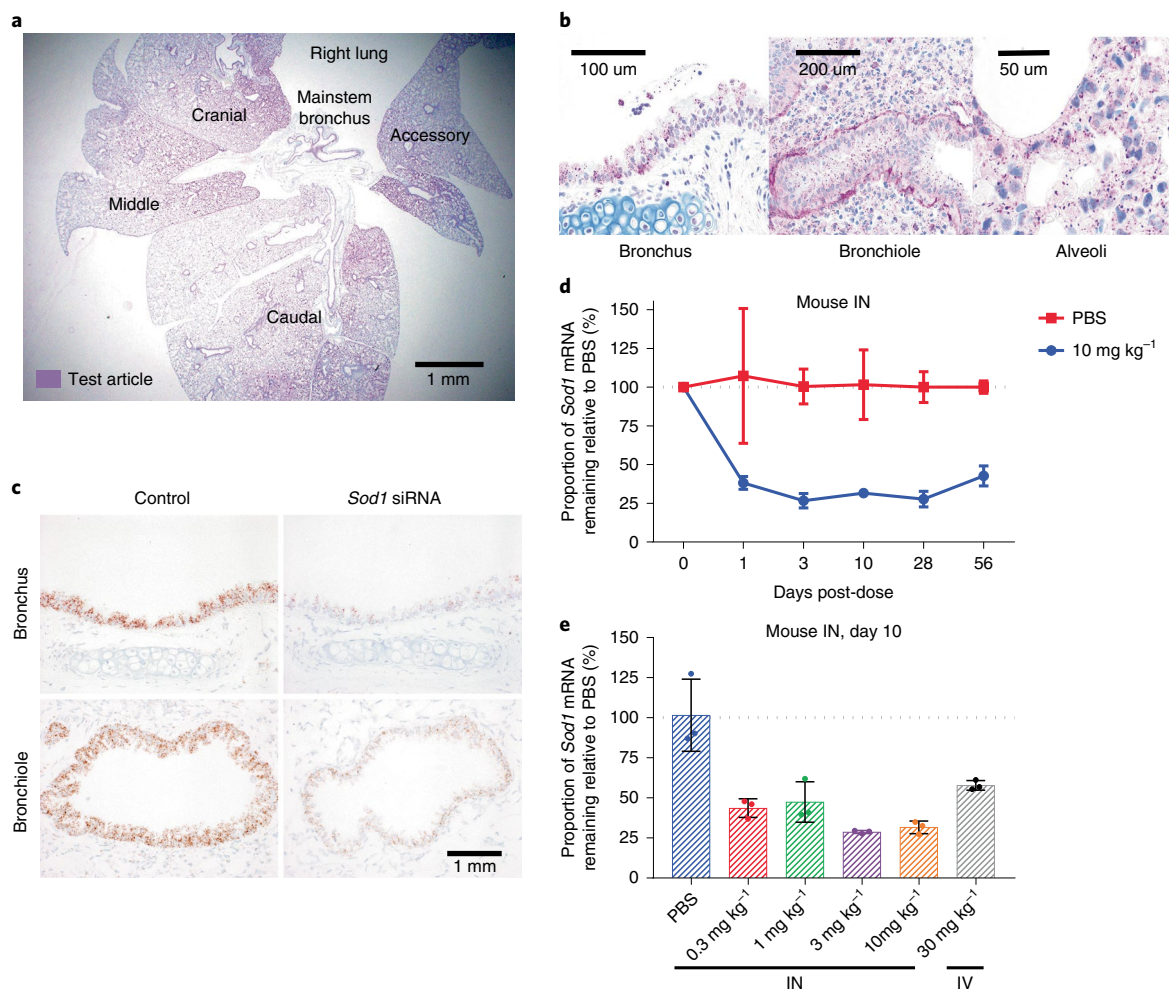 a
Right lung
Mainstem
bronchus
Cranial
Accessory
Middle
Caudal
Test article
1 mm
b
100 um
200 um
50 um
Bronchus
Bronchiole
Alveoli
c
Control
Sod1 siRNA
Bronchus
Bronchiole
1 mm
d
Mouse IN
Proportion of Sod1 mRNA
remaining relative to PBS (%)
150
125
100
75
50
25
0
0 1 3 10 28 56
Days post-dose
PBS
10 mg kg⁻¹
e
Mouse IN, day 10
Proportion of Sod1 mRNA
remaining relative to PBS (%)
150
125
100
75
50
25
0
PBS
0.3 mg kg⁻¹
1 mg kg⁻¹
3 mg kg⁻¹
10mg kg⁻¹
30 mg kg⁻¹
IN
IV